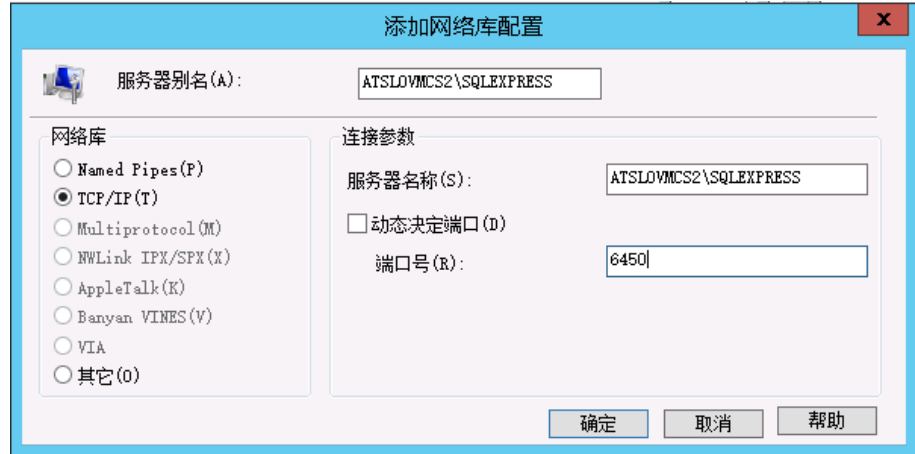 添加网络库配置
x
服务器别名(A):
ATSLOVMCS2\SQLEXPRESS
网络库
Named Pipes(P)
TCP/IP(T)
Multiprotocol(M)
NWLink IPX/SPX(X)
AppleTalk(K)
Banyan VINES(V)
VIA
其它(O)
连接参数
服务器名称(S):
ATSLOVMCS2\SQLEXPRESS
动态决定端口(D)
端口号(R):
6450
确定
取消
帮助